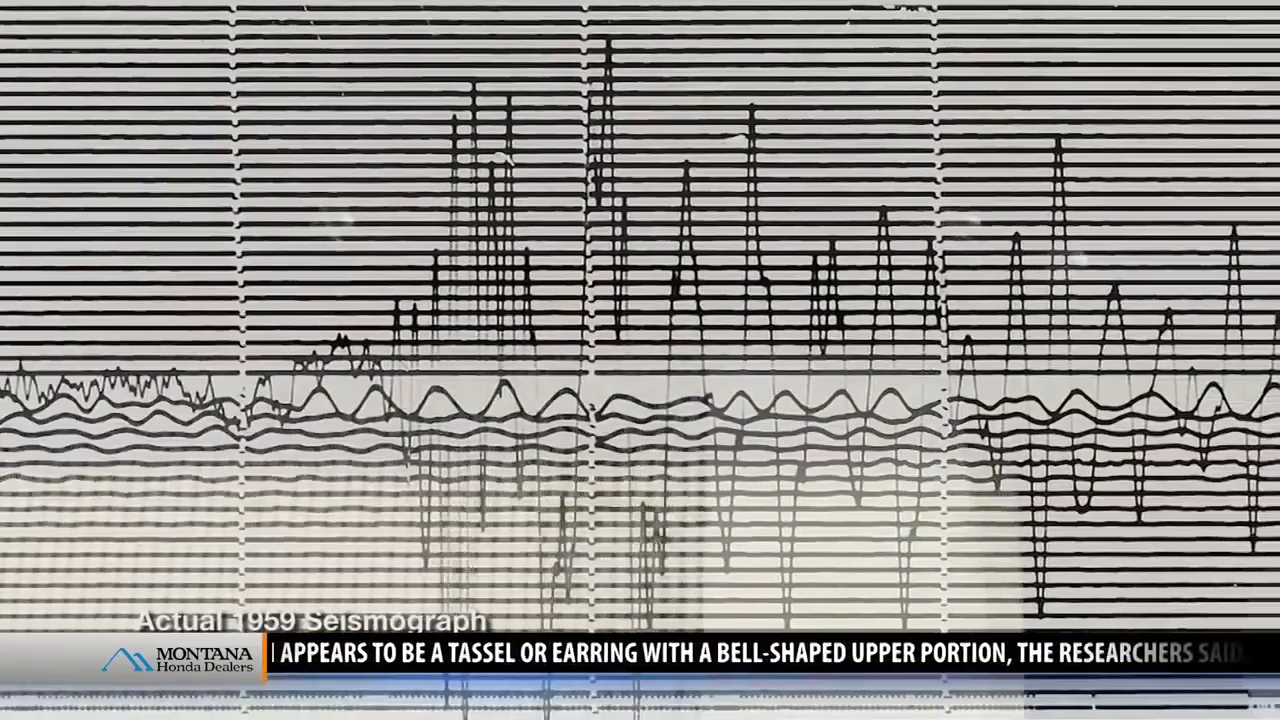 Actual 1959 Seismograph
MONTANA
Honda Dealers
APPEARS TO BE A TASSEL OR EARRING WITH A BELL-SHAPED UPPER PORTION, THE RESEARCHERS SAID.